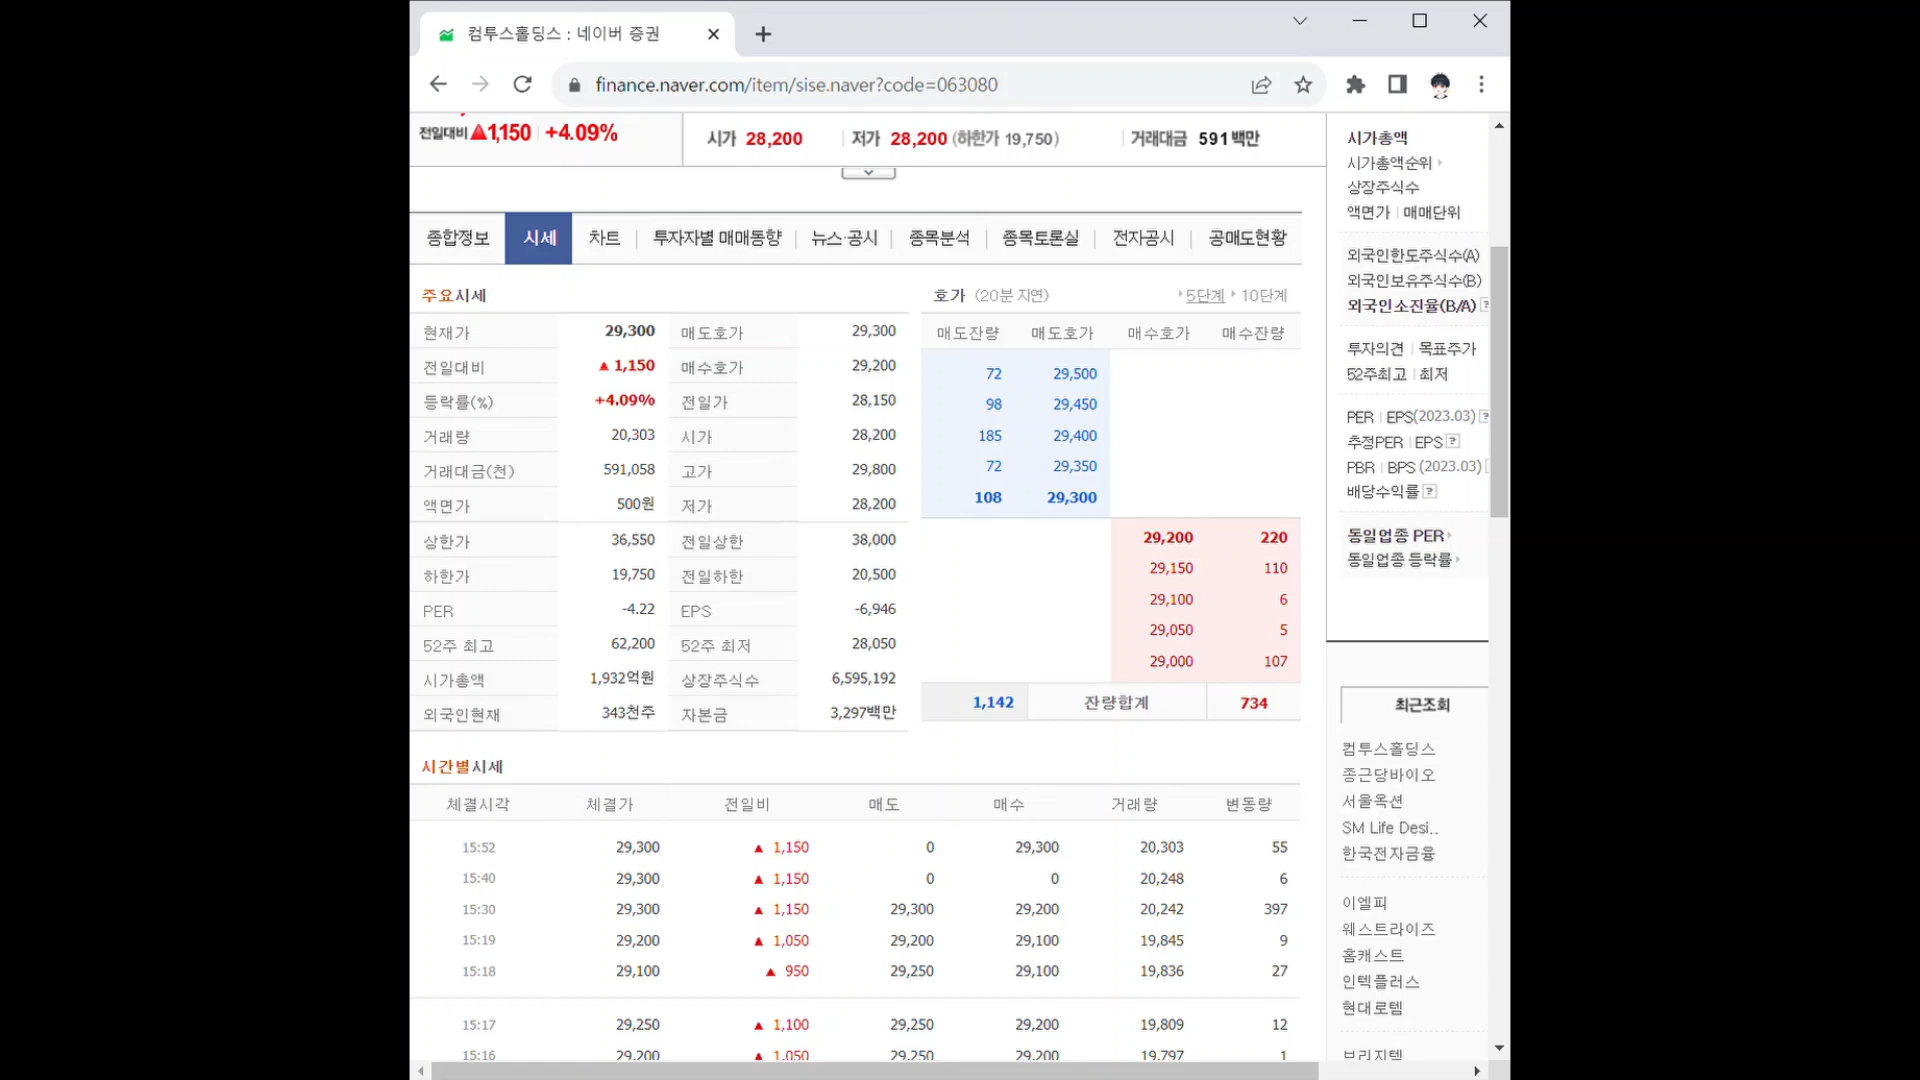 컴투스홀딩스 : 네이버 증권
finance.naver.com/item/sise.naver?code=063080
전일대비 ▲1,150 +4.09%
시가 28,200 저가 28,200 (하한가 19,750) 거래대금 591 백만
종합정보 시세 차트 투자자별 매매동향 뉴스·공시 종목분석 종목토론실 전자공시 공매도현황
주요시세
현재가 29,300 매도호가 29,300
전일대비 ▲ 1,150 매수호가 29,200
등락률(%) +4.09% 전일가 28,150
거래량 20,303 시가 28,200
거래대금(천) 591,058 고가 29,800
액면가 500원 저가 28,200
상한가 36,550 전일상한 38,000
하한가 19,750 전일하한 20,500
PER -4.22 EPS -6,946
52주 최고 62,200 52주 최저 28,050
시가총액 1,932억원 상장주식수 6,595,192
외국인현재 343천주 자본금 3,297백만
호가 (20분 지연) 5단계 10단계
매도잔량 매도호가 매수호가 매수잔량
72 29,500
98 29,450
185 29,400
72 29,350
108 29,300
29,200 220
29,150 110
29,100 6
29,050 5
29,000 107
1,142 잔량합계 734
시간별시세
체결시각 체결가 전일비 매도 매수 거래량 변동량
15:52 29,300 ▲ 1,150 0 29,300 20,303 55
15:40 29,300 ▲ 1,150 0 0 20,248 6
15:30 29,300 ▲ 1,150 29,300 29,200 20,242 397
15:19 29,200 ▲ 1,050 29,200 29,100 19,845 9
15:18 29,100 ▲ 950 29,250 29,100 19,836 27
15:17 29,250 ▲ 1,100 29,250 29,200 19,809 12
15:16 29,200 ▲ 1,050 29,250 29,200 19,797 1
시가총액
시가총액순위
상장주식수
액면가 매매단위
외국인한도주식수(A)
외국인보유주식수(B)
외국인소진율(B/A) ?
투자의견 목표주가
52주최고 최저
PER EPS(2023.03) ?
추정PER EPS ?
PBR BPS (2023.03)
배당수익률 ?
동일업종 PER
동일업종 등락률
최근조회
컴투스홀딩스
종근당바이오
서울옥션
SM Life Desi..
한국전자금융
이엘피
웨스트라이즈
홈캐스트
인텍플러스
현대로템
브리지텍